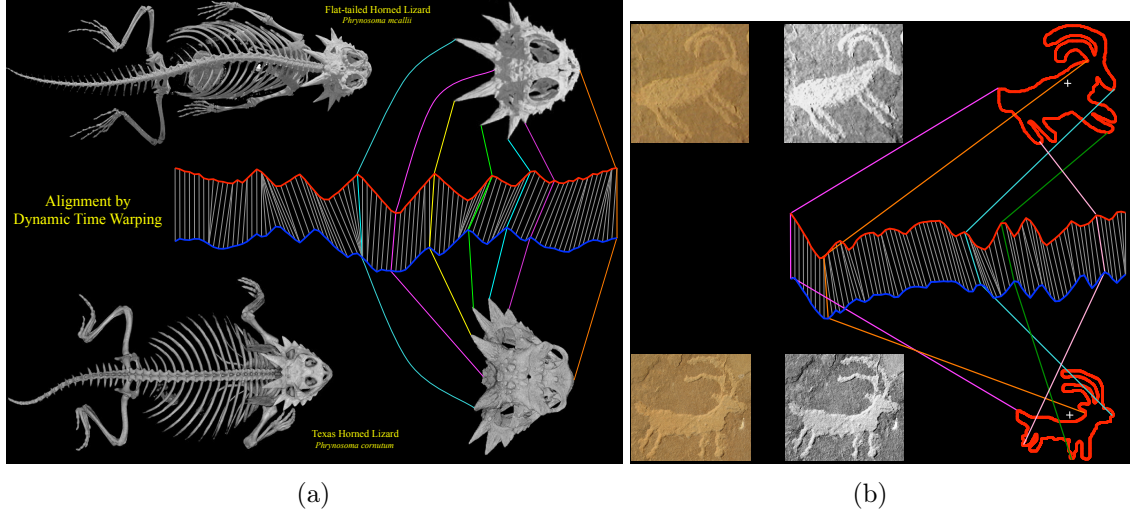 Flat-tailed Horned Lizard
Phrynosoma mcallii
Alignment by
Dynamic Time Warping
Texas Horned Lizard
Phrynosoma cornutum
(a)
(b)